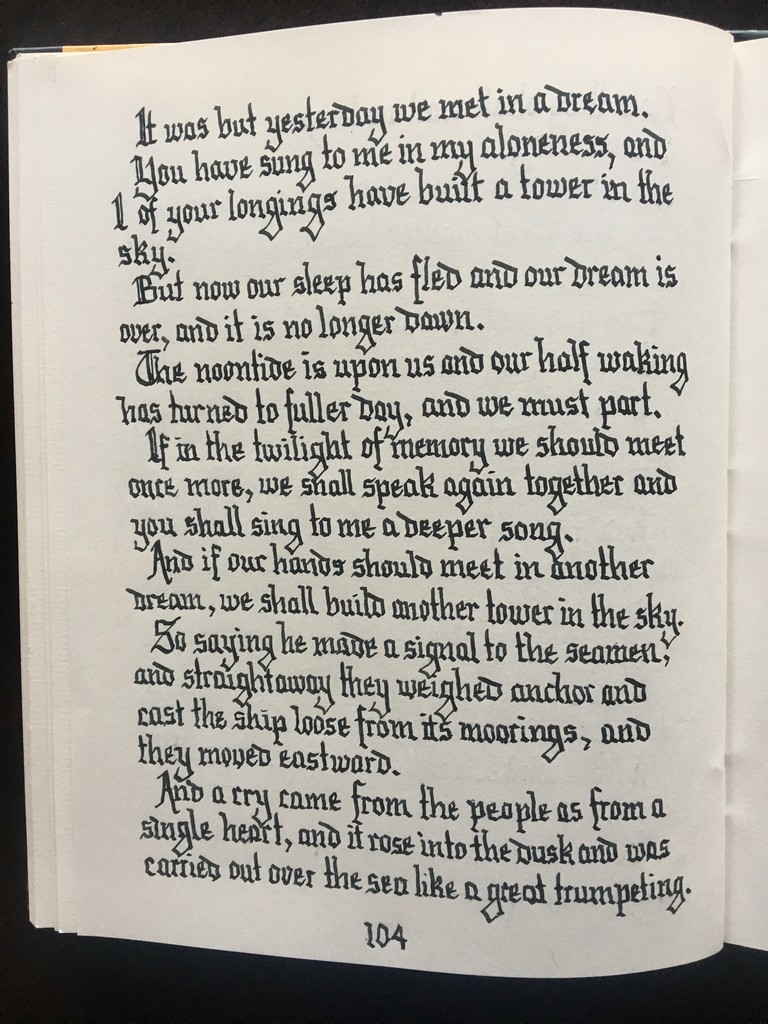 It was but yesterday we met in a dream.
You have sung to me in my aloneness, and
I of your longings have built a tower in the
sky.
But now our sleep has fled and our dream is
over, and it is no longer dawn.
The noontide is upon us and our half waking
has turned to fuller day, and we must part.
If in the twilight of memory we should meet
once more, we shall speak again together and
you shall sing to me a deeper song.
And if our hands should meet in another
dream, we shall build another tower in the sky.
So saying he made a signal to the seamen,
and straightaway they weighed anchor and
cast the ship loose from its moorings, and
they moved eastward.
And a cry came from the people as from a
single heart, and it rose into the dusk and was
carried out over the sea like a great trumpeting.
104